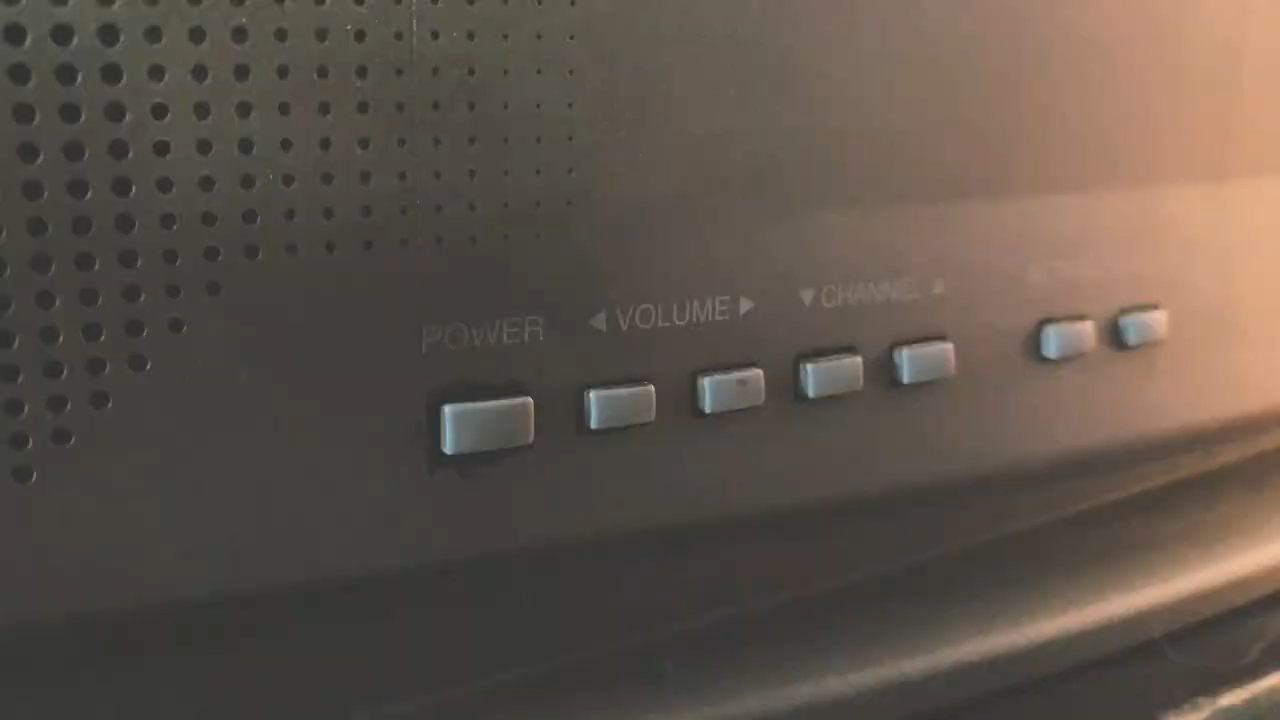 POWER
◀ VOLUME ▶
▼ CHANNEL ▲